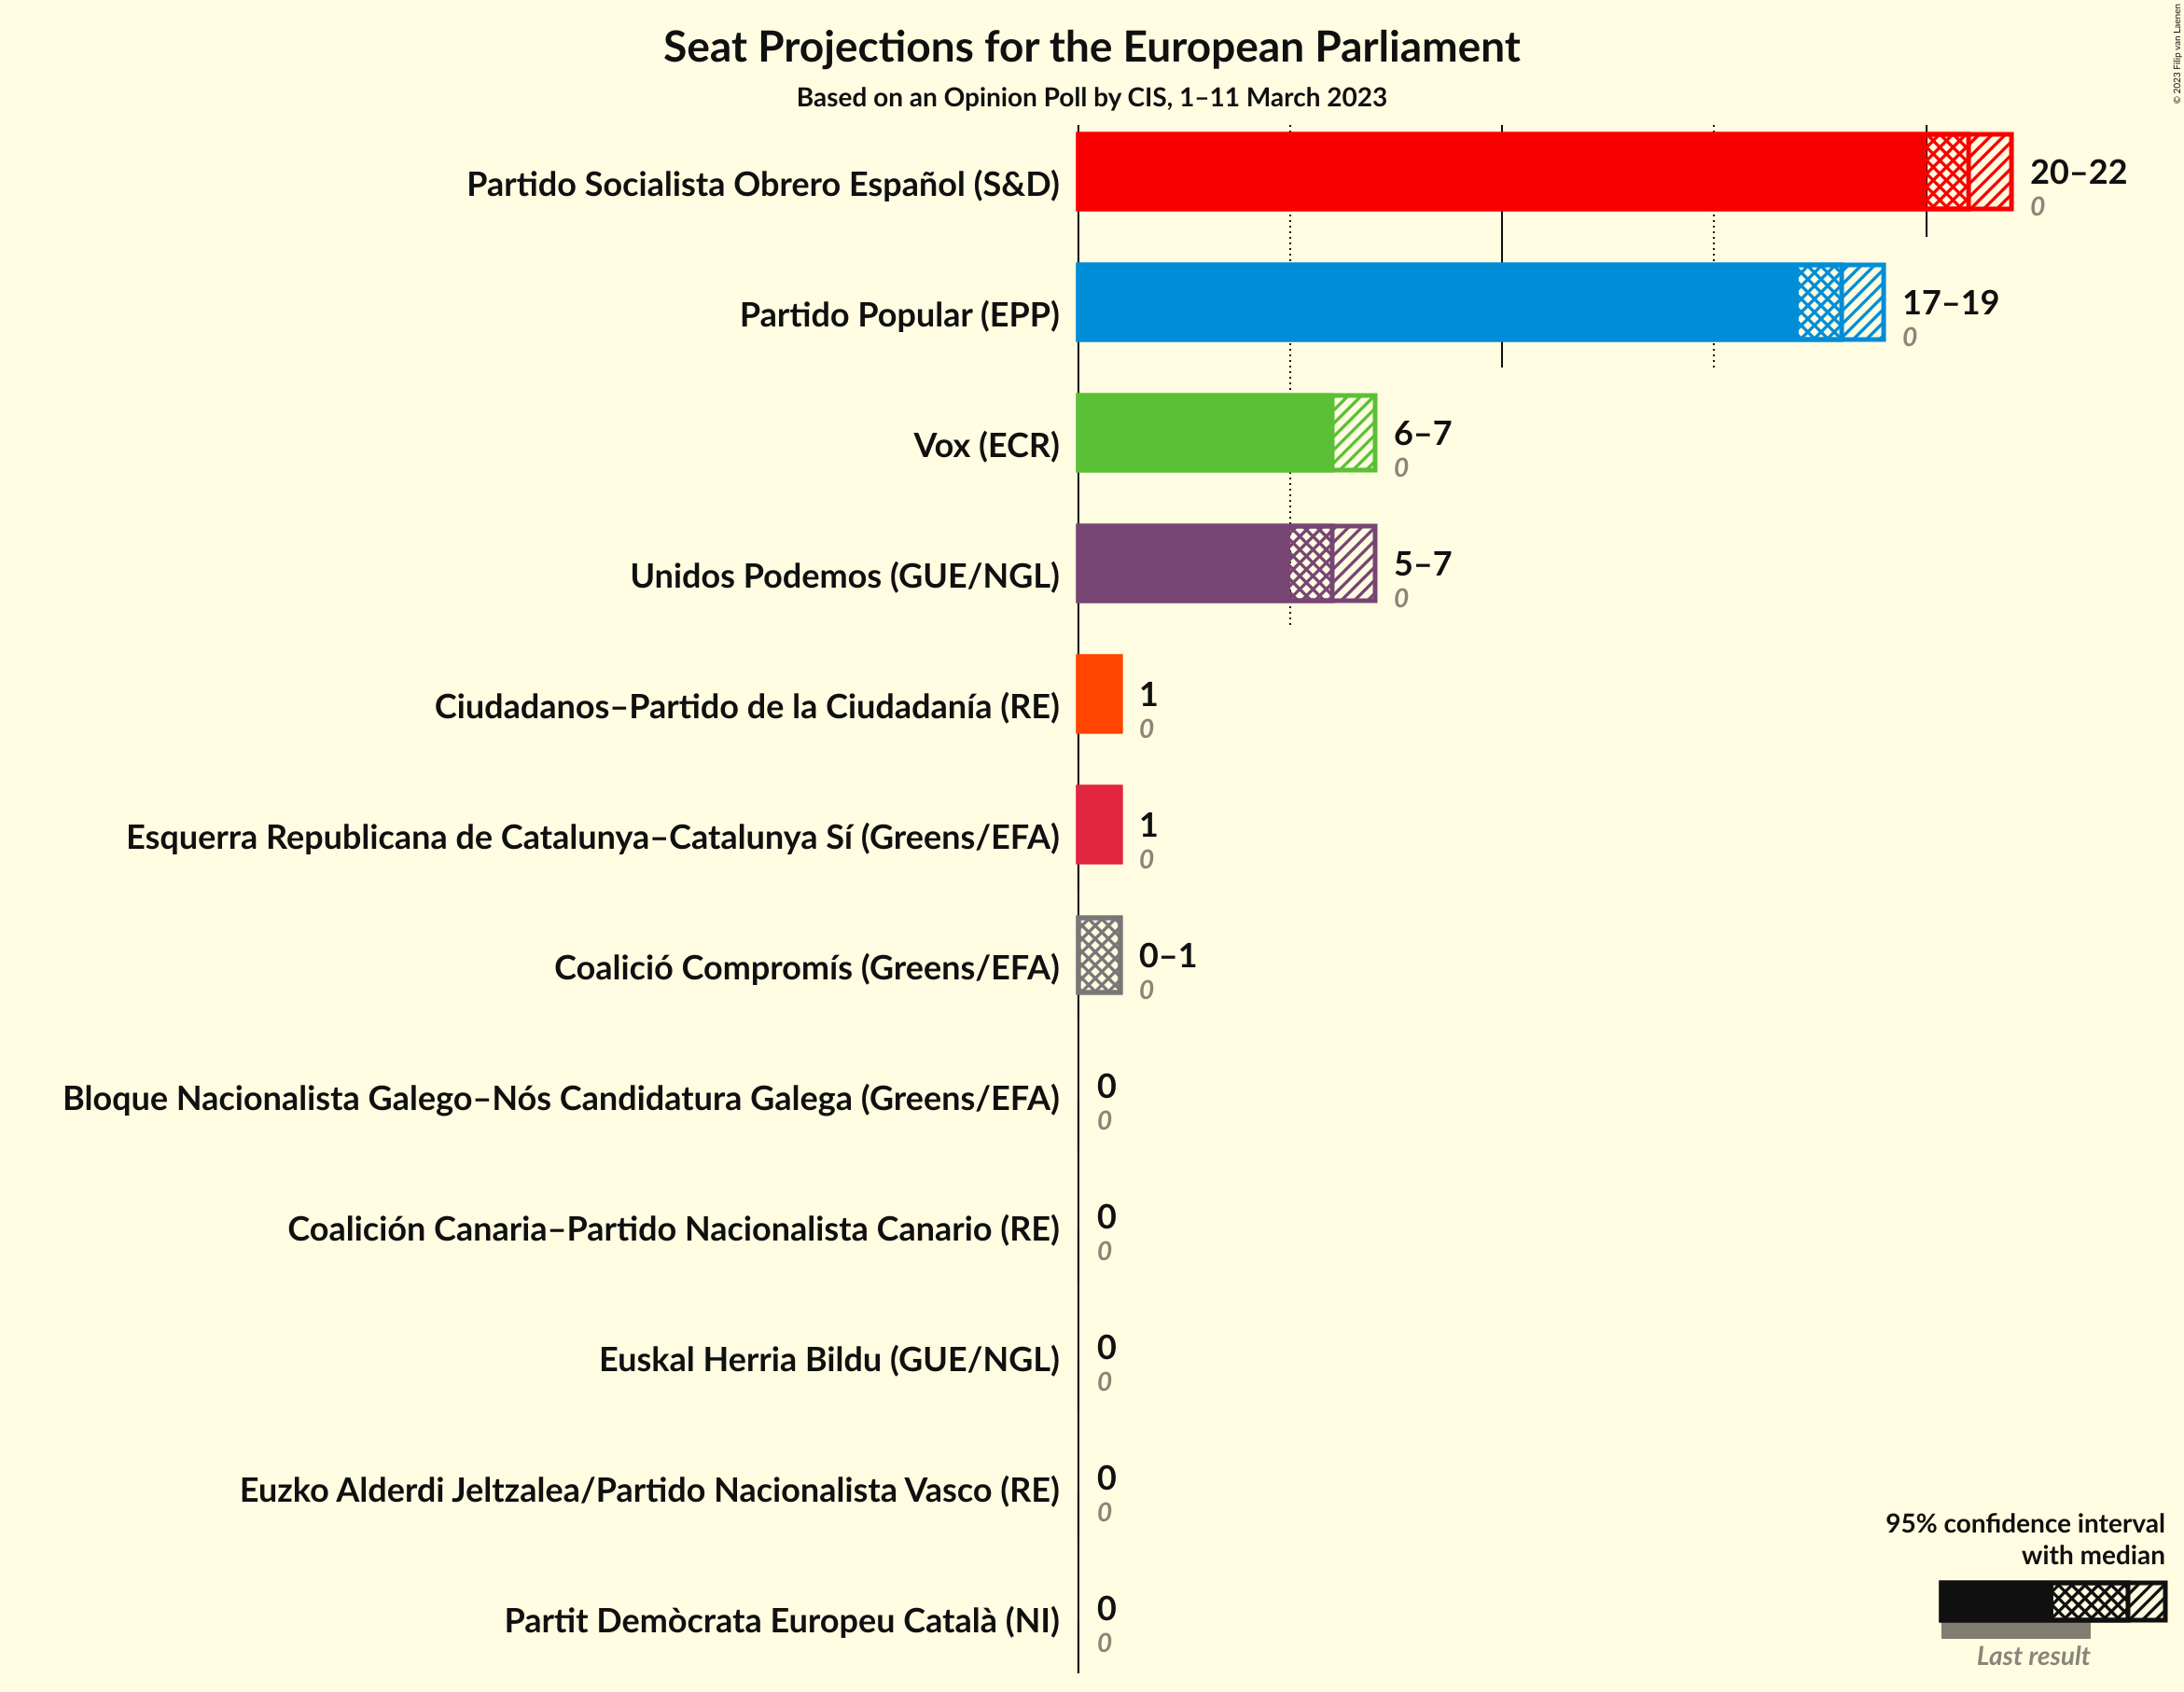 Seat Projections for the European Parliament
Based on an Opinion Poll by CIS, 1–11 March 2023
© 2023 Filip van Laenen
Partido Socialista Obrero Español (S&D)
20–22
0
Partido Popular (EPP)
17–19
0
Vox (ECR)
6–7
0
Unidos Podemos (GUE/NGL)
5–7
0
Ciudadanos–Partido de la Ciudadanía (RE)
1
0
Esquerra Republicana de Catalunya–Catalunya Sí (Greens/EFA)
1
0
Coalició Compromís (Greens/EFA)
0–1
0
Bloque Nacionalista Galego–Nós Candidatura Galega (Greens/EFA)
0
0
Coalición Canaria–Partido Nacionalista Canario (RE)
0
0
Euskal Herria Bildu (GUE/NGL)
0
0
Euzko Alderdi Jeltzalea/Partido Nacionalista Vasco (RE)
0
0
Partit Demòcrata Europeu Català (NI)
0
0
95% confidence interval
with median
Last result